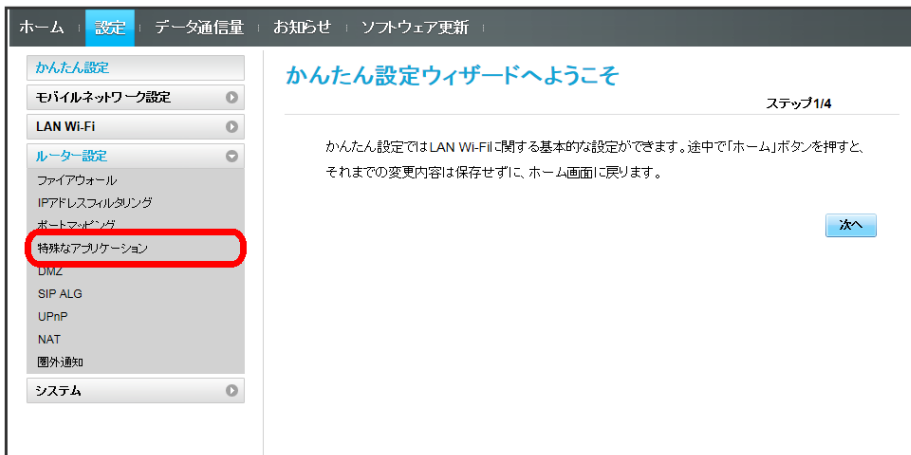 ホーム 設定 データ通信量 お知らせ ソフトウェア更新
かんたん設定
モバイルネットワーク設定
LAN Wi-Fi
ルーター設定
ファイアウォール
IPアドレスフィルタリング
ポートマッピング
特殊なアプリケーション
DMZ
SIP ALG
UPnP
NAT
圏外通知
システム
かんたん設定ウィザードへようこそ
ステップ1/4
かんたん設定ではLAN Wi-Fiに関する基本的な設定ができます。途中で「ホーム」ボタンを押すと、
それまでの変更内容は保存せずに、ホーム画面に戻ります。
次へ